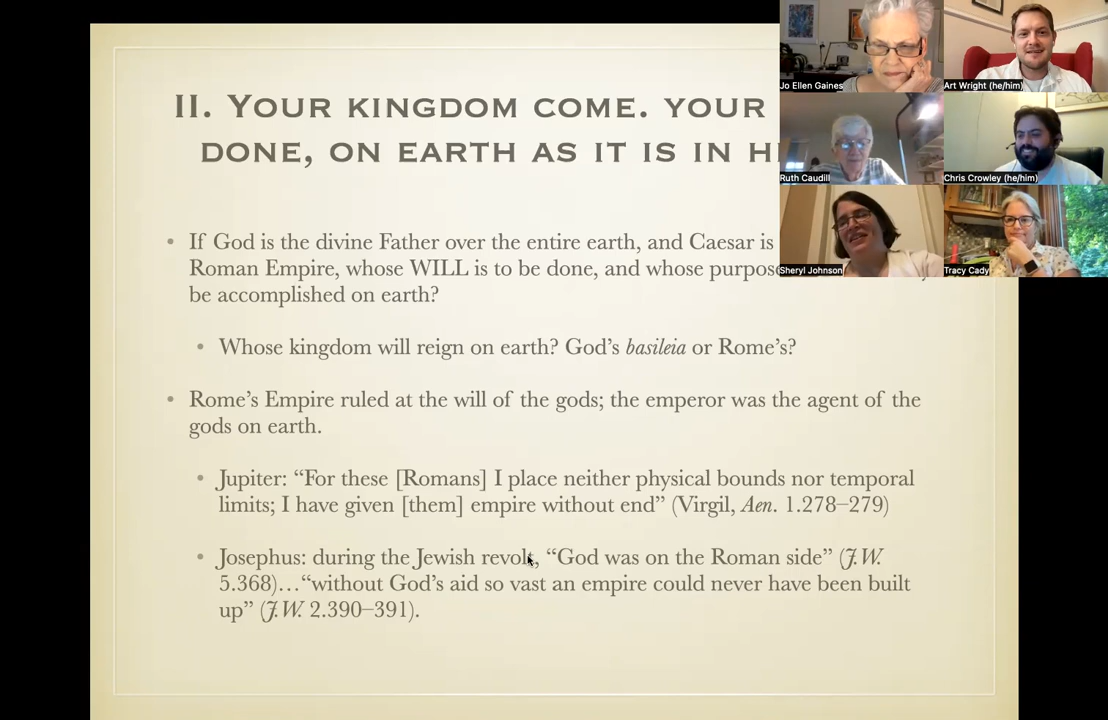 II. YOUR KINGDOM COME. YOUR
DONE, ON EARTH AS IT IS IN
• If God is the divine Father over the entire earth, and Caesar is
Roman Empire, whose WILL is to be done, and whose
be accomplished on earth?
• Whose kingdom will reign on earth? God’s basileia or Rome’s?
• Rome’s Empire ruled at the will of the gods; the emperor was the agent of the
gods on earth.
• Jupiter: “For these [Romans] I place neither physical bounds nor temporal
limits; I have given [them] empire without end” (Virgil, Aen. 1.278–279)
• Josephus: during the Jewish revolt, “God was on the Roman side” (J.W.
5.368)…“without God’s aid so vast an empire could never have been built
up” (J.W. 2.390–391).
Jo Ellen Gaines
Art Wright (he/him)
Ruth Caudill
Chris Crowley (he/him)
Sheryl Johnson
Tracy Cady